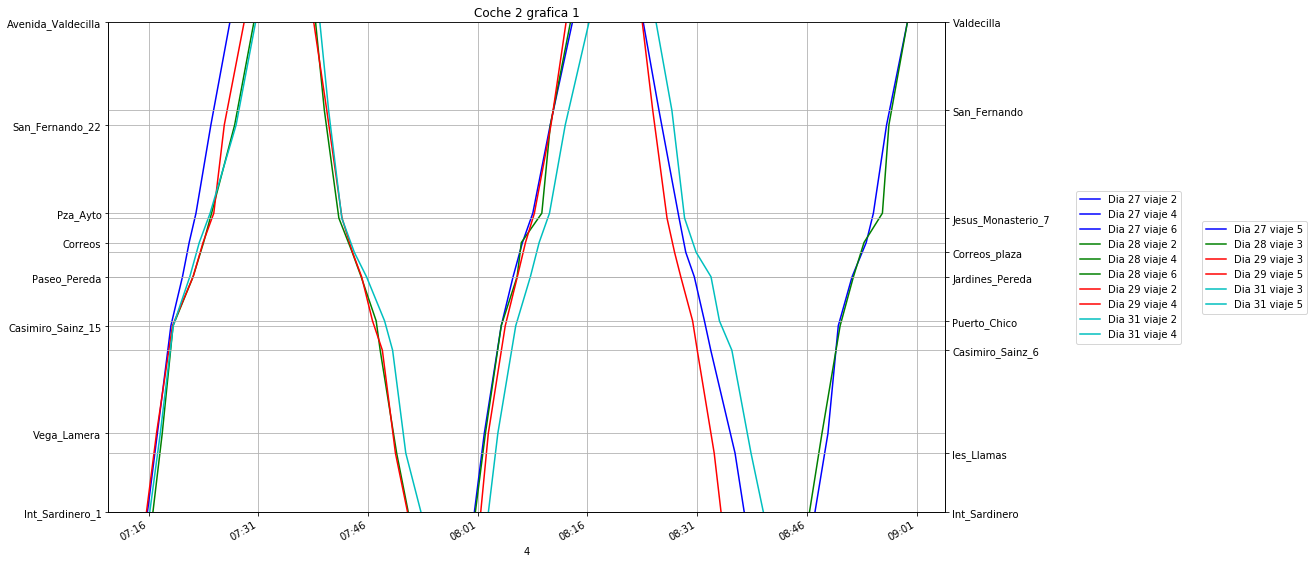 Coche 2 grafica 1
Avenida_Valdecilla
San_Fernando_22
Pza_Ayto
Correos
Paseo_Pereda
Casimiro_Sainz_15
Vega_Lamera
Int_Sardinero_1
Valdecilla
San_Fernando
Jesus_Monasterio_7
Correos_plaza
Jardines_Pereda
Puerto_Chico
Casimiro_Sainz_6
Ies_Llamas
Int_Sardinero
07:16
07:31
07:46
08:01
08:16
08:31
08:46
09:01
4
Dia 27 viaje 2
Dia 27 viaje 4
Dia 27 viaje 6
Dia 28 viaje 2
Dia 28 viaje 4
Dia 28 viaje 6
Dia 29 viaje 2
Dia 29 viaje 4
Dia 31 viaje 2
Dia 31 viaje 4
Dia 27 viaje 5
Dia 28 viaje 3
Dia 29 viaje 3
Dia 29 viaje 5
Dia 31 viaje 3
Dia 31 viaje 5